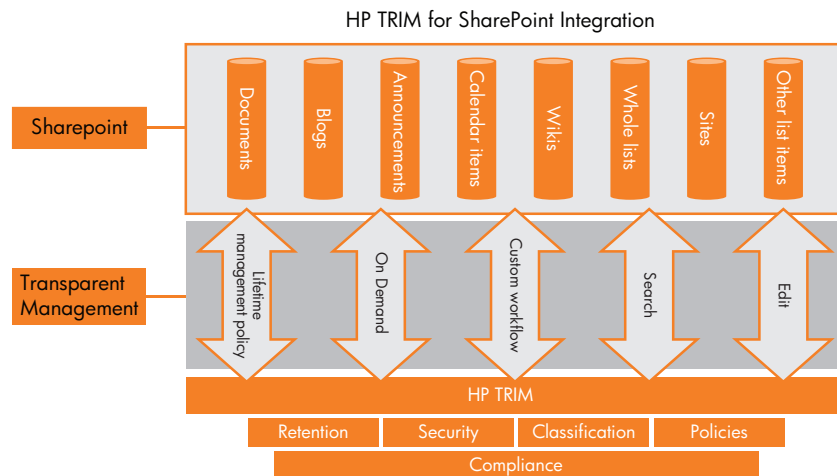 HP TRIM for SharePoint Integration
Sharepoint
Documents
Blogs
Announcements
Calendar items
Wikis
Whole lists
Sites
Other list items
Transparent
Management
Lifetime
management policy
On Demand
Custom workflow
Search
Edit
HP TRIM
Retention
Security
Classification
Policies
Compliance